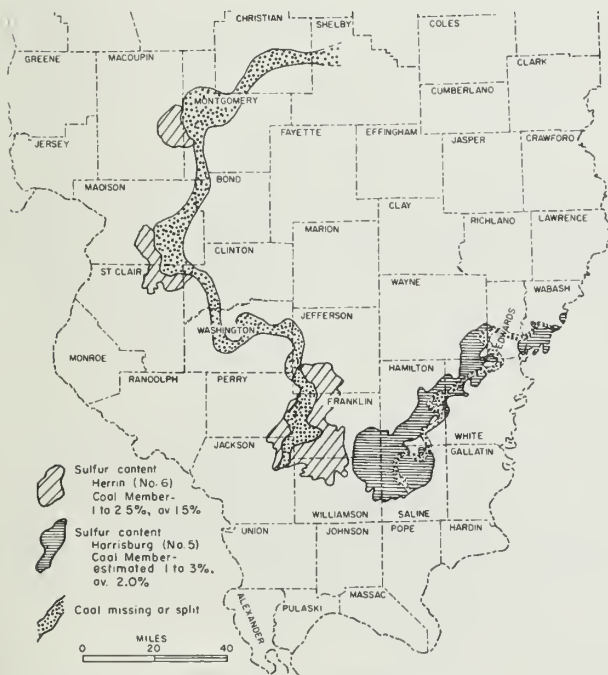 CHRISTIAN
SHELBY
COLES
GREENE
MACOUPIN
CLARK
MONTGOMERY
CUMBERLAND
FAYETTE
EFFINGHAM
JASPER
CRAWFORD
JERSEY
MADISON
BOND
CLAY
RICHLAND
LAWRENCE
MARION
CLINTON
ST CLAIR
WAYNE
WABASH
EDWARDS
JEFFERSON
WASHINGTON
MONROE
HAMILTON
RANDOLPH
PERRY
FRANKLIN
WHITE
JACKSON
GALLATIN
WILLIAMSON
SALINE
UNION
JOHNSON
POPE
HARDIN
MASSAC
PULASKI
ALEXANDER
Sulfur content
Herrin (No. 6)
Coal Member-
1 to 2.5%, av 1.5%
Sulfur content
Harrisburg (No. 5)
Coal Member-
estimated 1 to 3%,
av. 2.0%
Coal missing or split
MILES
0 20 40